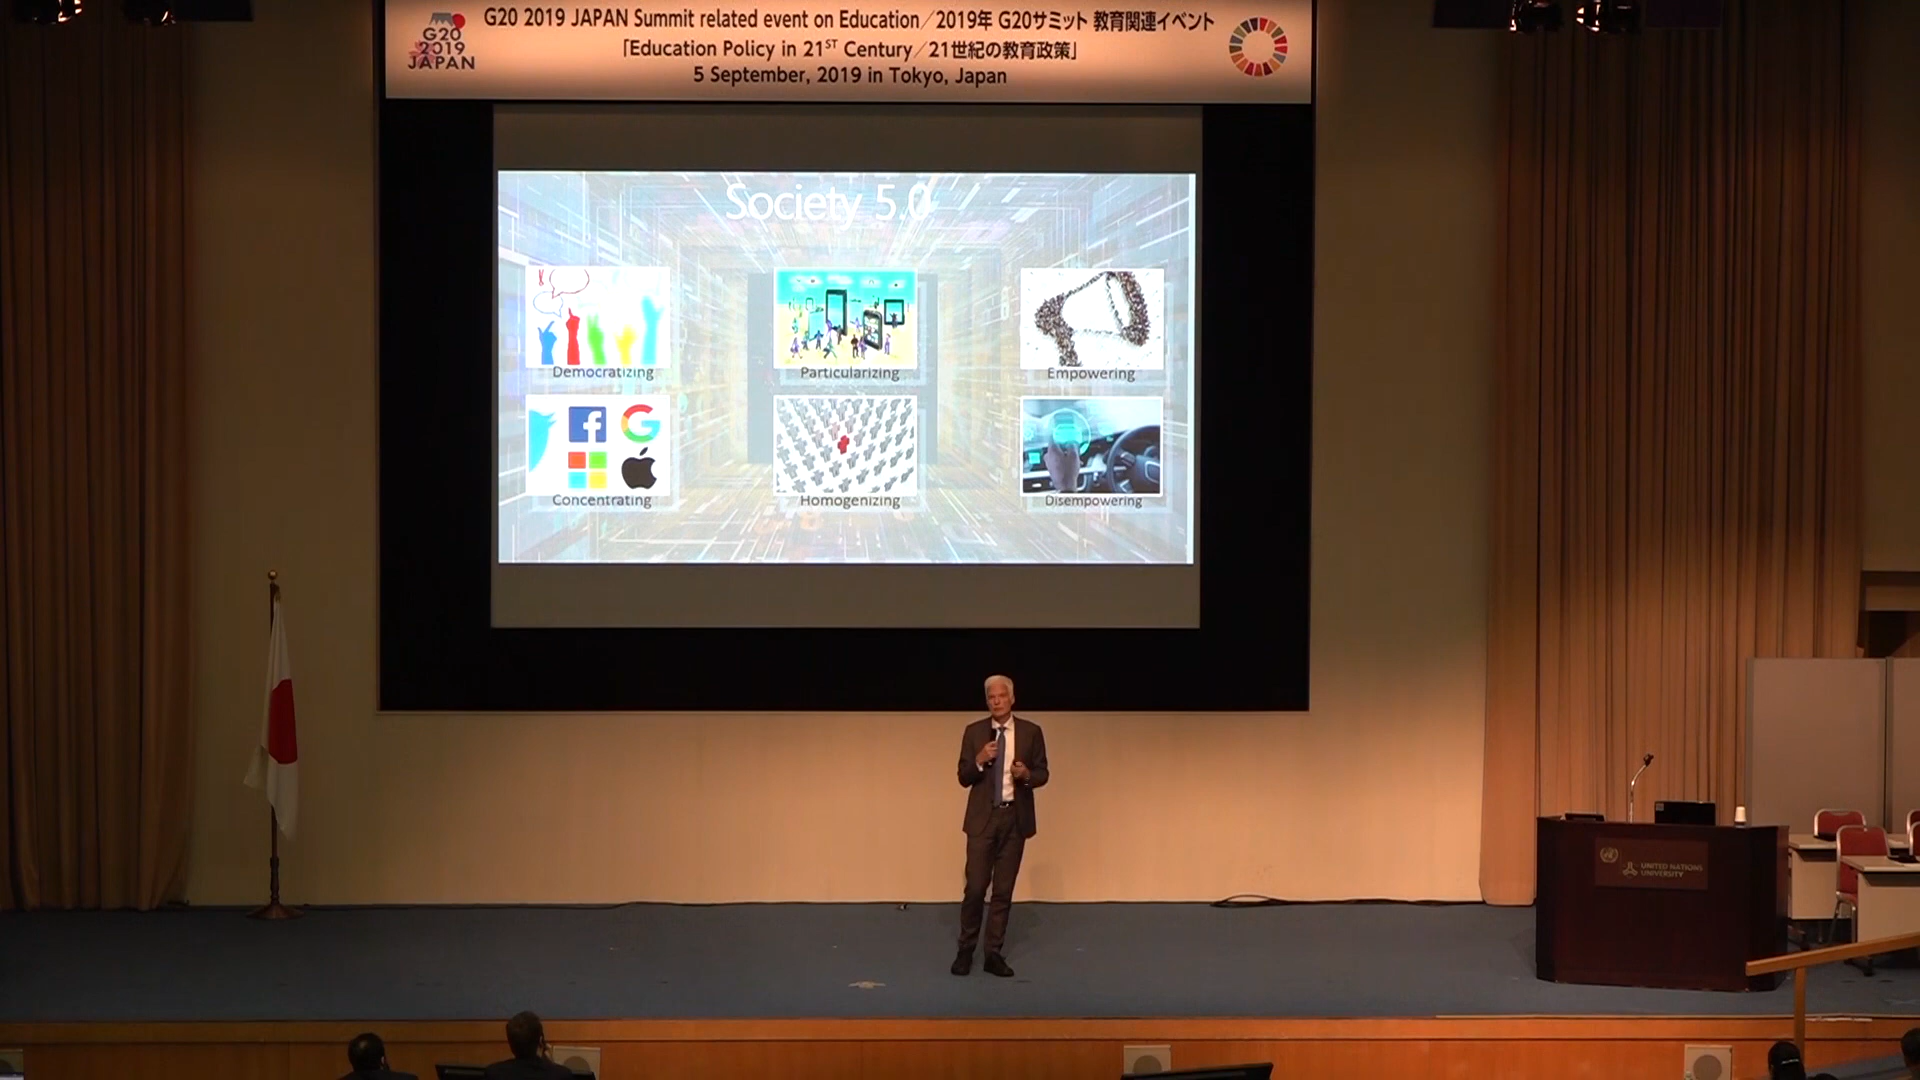 G20 2019 JAPAN Summit related event on Education／2019年 G20サミット 教育関連イベント
「Education Policy in 21ST Century／21世紀の教育政策」
5 September, 2019 in Tokyo, Japan
G20
2019
JAPAN
Society 5.0
Democratizing
Particularizing
Empowering
Concentrating
Homogenizing
Disempowering
UNITED NATIONS
UNIVERSITY